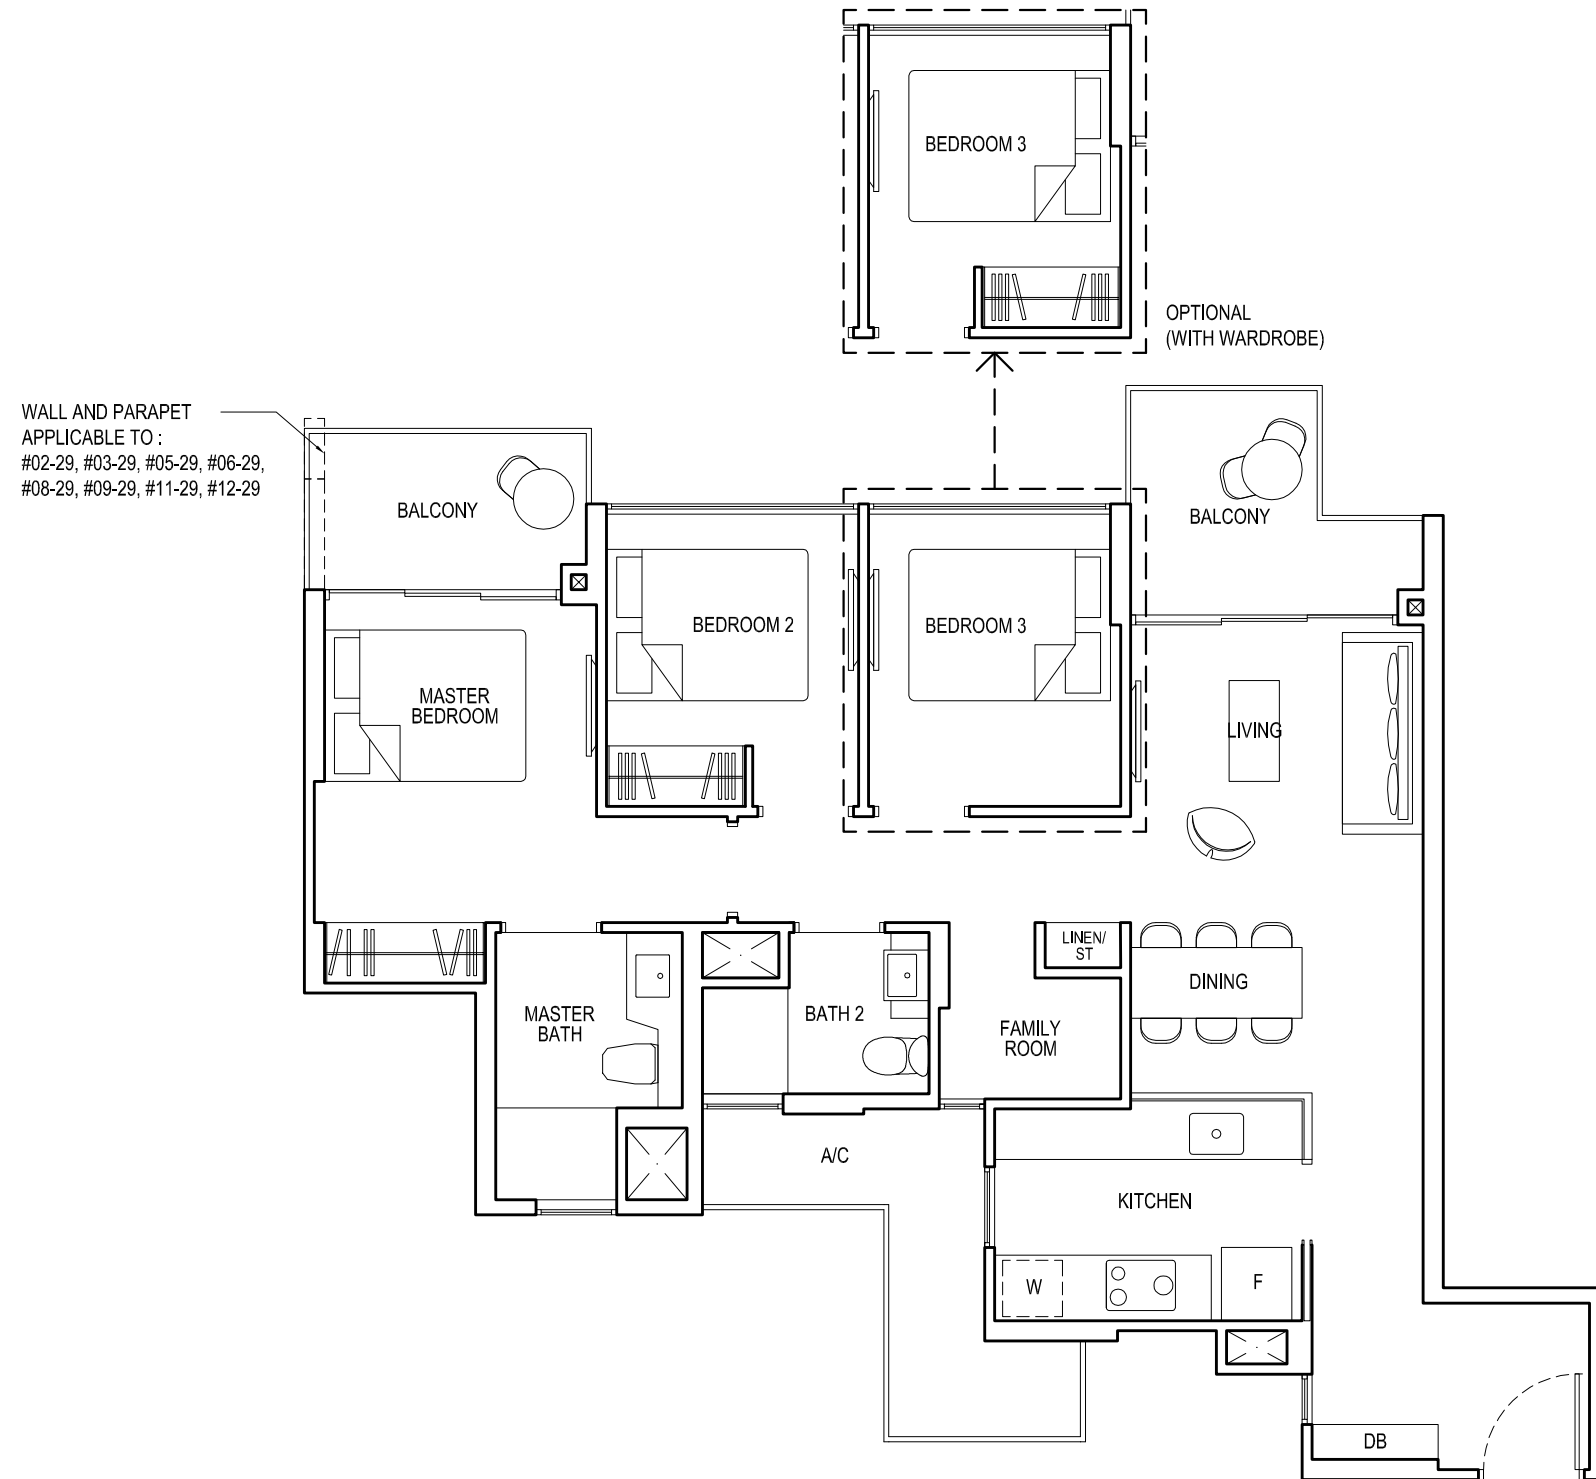 BEDROOM 3
OPTIONAL
(WITH WARDROBE)
WALL AND PARAPET
APPLICABLE TO :
#02-29, #03-29, #05-29, #06-29,
#08-29, #09-29, #11-29, #12-29
BALCONY
BALCONY
BEDROOM 2
BEDROOM 3
MASTER
BEDROOM
LIVING
LINEN/
ST
DINING
MASTER
BATH
BATH 2
FAMILY
ROOM
A/C
KITCHEN
W
F
DB